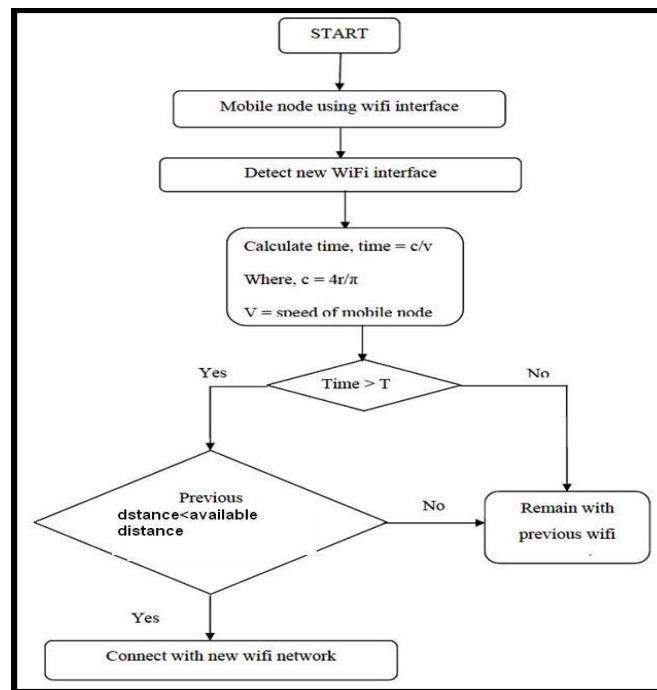 START
Mobile node using wifi interface
Detect new WiFi interface
Calculate time, time = c/v
Where, c = 4r/π
V = speed of mobile node
Yes
Time > T
No
Previous
dstance<available
distance
No
Remain with
previous wifi
Yes
Connect with new wifi network